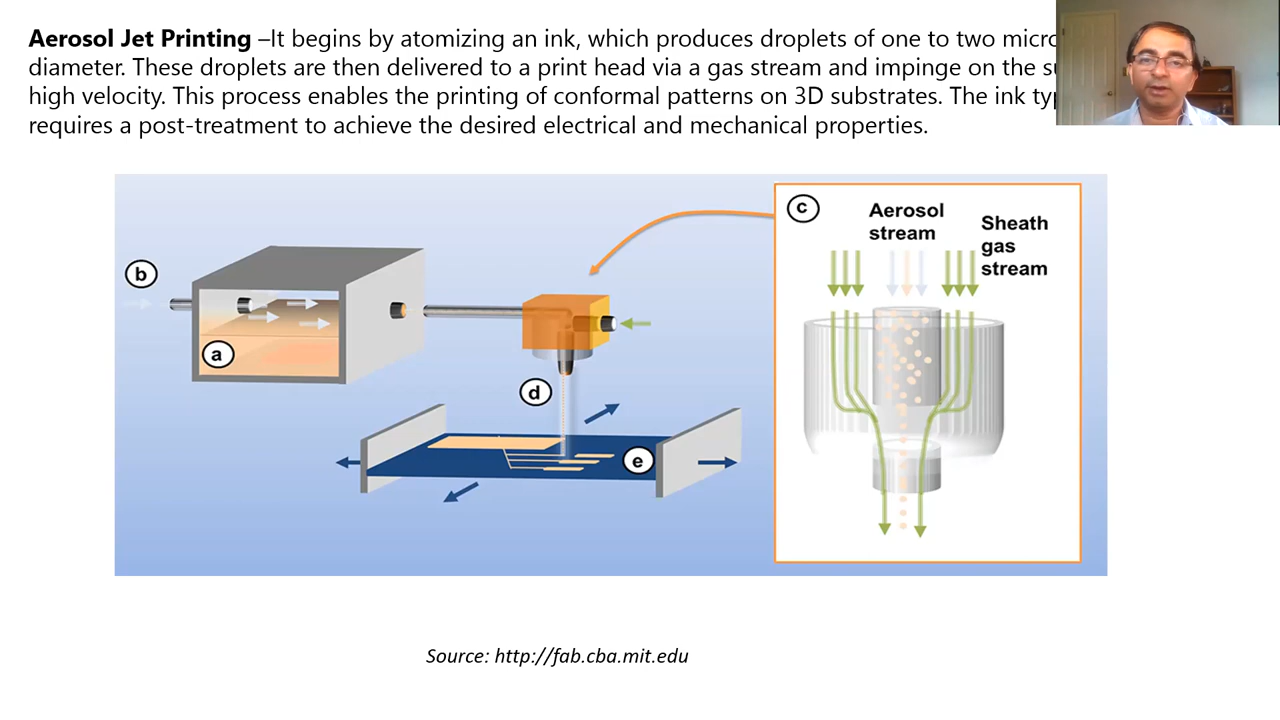 Aerosol Jet Printing –It begins by atomizing an ink, which produces droplets of one to two
diameter. These droplets are then delivered to a print head via a gas stream and impinge on the
high velocity. This process enables the printing of conformal patterns on 3D substrates. The ink
requires a post-treatment to achieve the desired electrical and mechanical properties.
b
a
d
e
c
Aerosol
stream
Sheath
gas
stream
Source: http://fab.cba.mit.edu